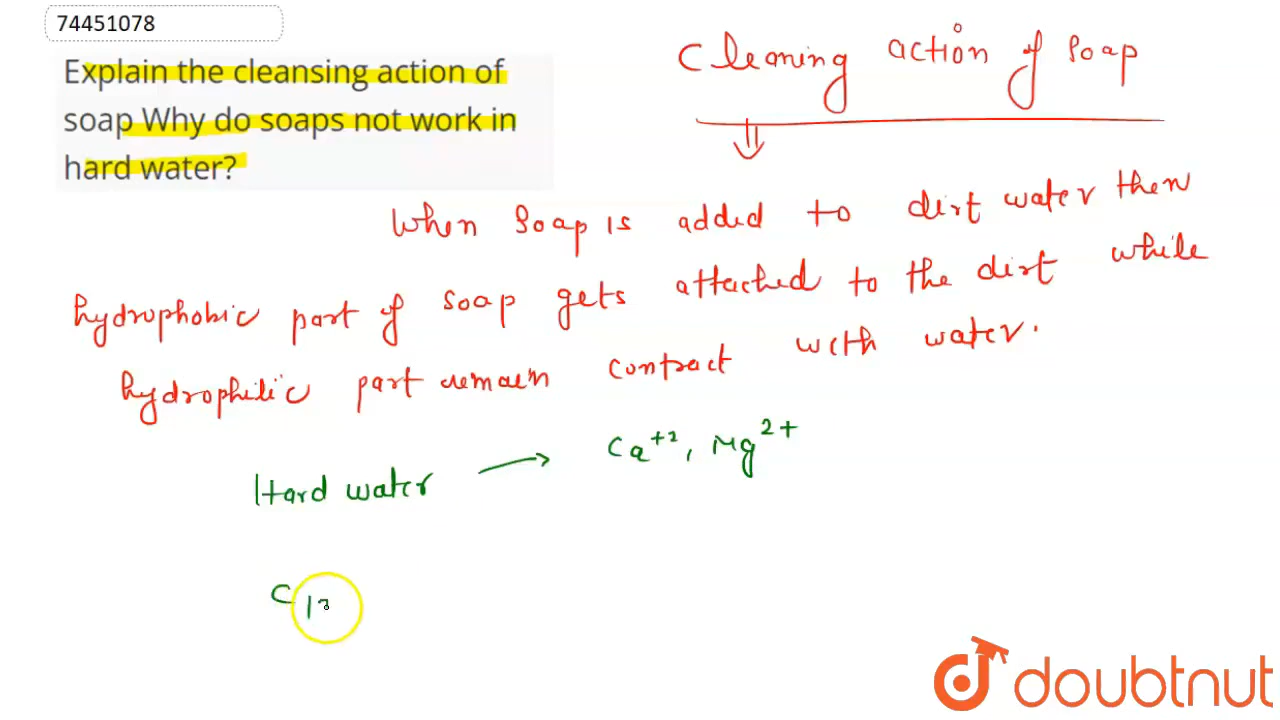 74451078
Explain the cleansing action of
soap Why do soaps not work in
hard water?
Cleaning action of soap
When soap is added to dirt water then
hydrophobic part of soap gets attached to the dirt while
hydrophilic part remain contract with water.
Hard water → Ca+2, Mg2+
C17
doubtnut